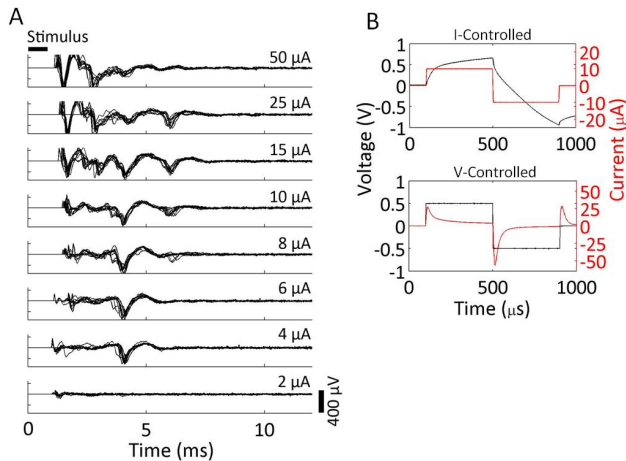 A
Stimulus
50 µA
25 µA
15 µA
10 µA
8 µA
6 µA
4 µA
2 µA
400 µV
0
5
10
Time (ms)
B
I-Controlled
1
0.5
0
-0.5
-1
20
10
0
-10
-20
0
500
1000
V-Controlled
1
0.5
0
-0.5
-1
50
25
0
-25
-50
0
500
1000
Voltage (V)
Current (µA)
Time (µs)